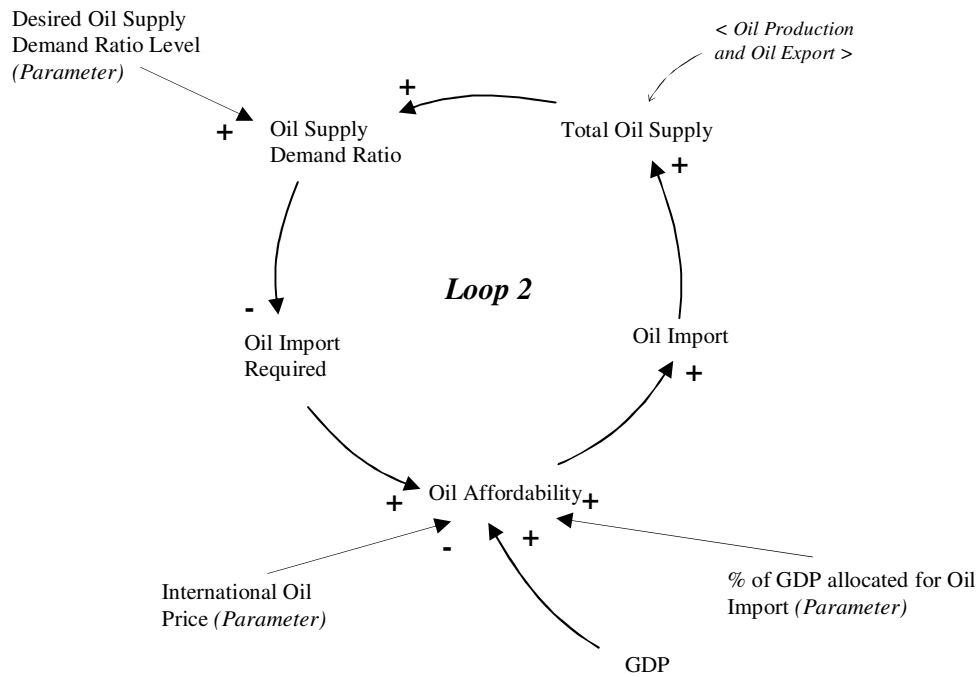 Desired Oil Supply
Demand Ratio Level
(Parameter)
< Oil Production
and Oil Export >
+
+
Oil Supply
Demand Ratio
Total Oil Supply
+
Loop 2
-
Oil Import
Required
Oil Import
+
Oil Affordability
+
+
-
+
International Oil
Price (Parameter)
% of GDP allocated for Oil
Import (Parameter)
GDP